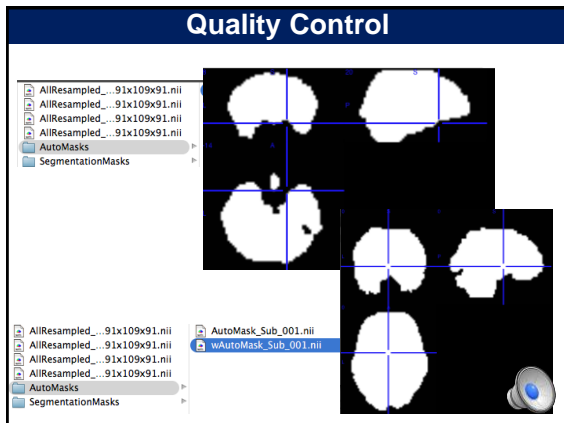 Quality Control
AllResampled_...91x109x91.nii
AllResampled_...91x109x91.nii
AllResampled_...91x109x91.nii
AllResampled_...91x109x91.nii
AutoMasks
SegmentationMasks
AllResampled_...91x109x91.nii
AllResampled_...91x109x91.nii
AllResampled_...91x109x91.nii
AllResampled_...91x109x91.nii
AutoMasks
SegmentationMasks
AutoMask_Sub_001.nii
wAutoMask_Sub_001.nii